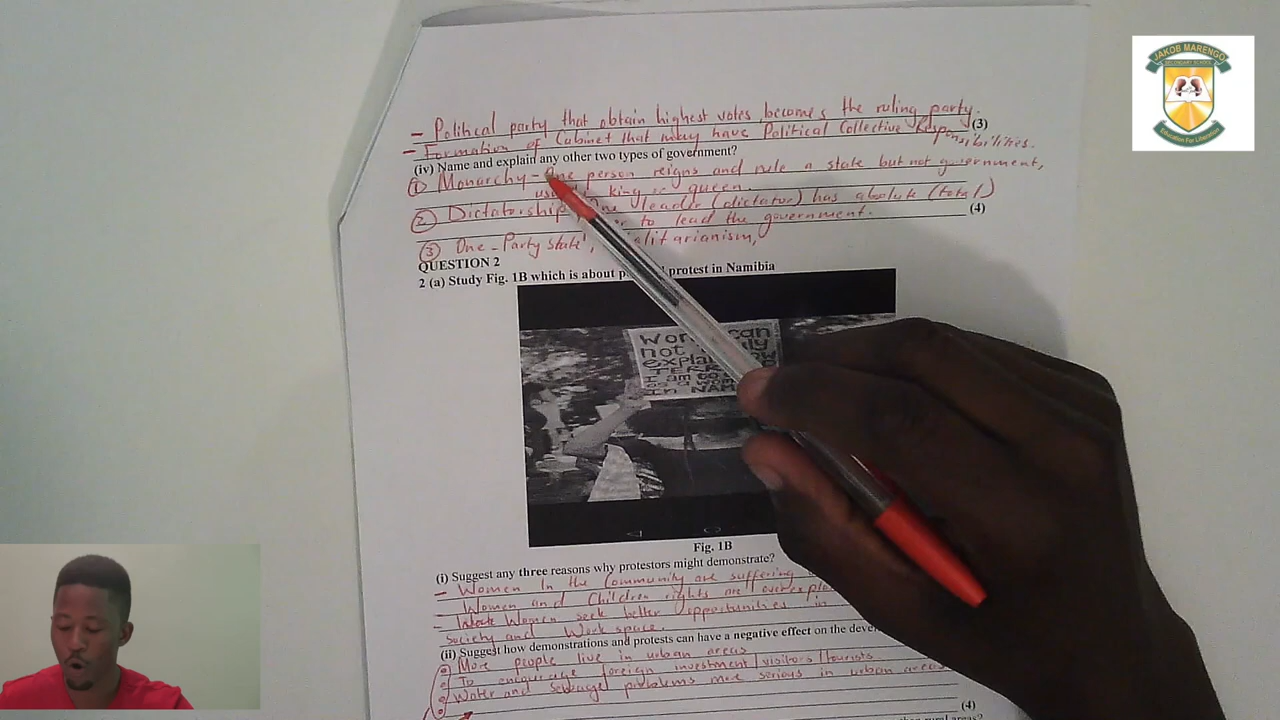 JAKOB MARENGO
SECONDARY SCHOOL
Education For Liberation
- Political party that obtain highest votes becomes the ruling party.
(3)
- Formation of Cabinet that may have Political Collective Responsibilities.
(iv) Name and explain any other two types of government?
① Monarchy - One person reigns and rule a state but not government,
king or queen.
② Dictatorship leader (dictator) has absolute (total)
to lead the government.
(4)
③ One-Party state,
QUESTION 2
2 (a) Study Fig. 1B which is about protest in Namibia
can
not
Fig. 1B
(i) Suggest any three reasons why protestors might demonstrate?
- Women in the Community are suffering
- Women and Children rights are
- Women seek better opportunities in
society and Work space.
(ii) Suggest how demonstrations and protests can have a negative effect on the
More people live in urban areas
To encourage foreign investment/visitors/tourists.
Water and Sewage problems more serious in urban areas
(4)
than rural areas?